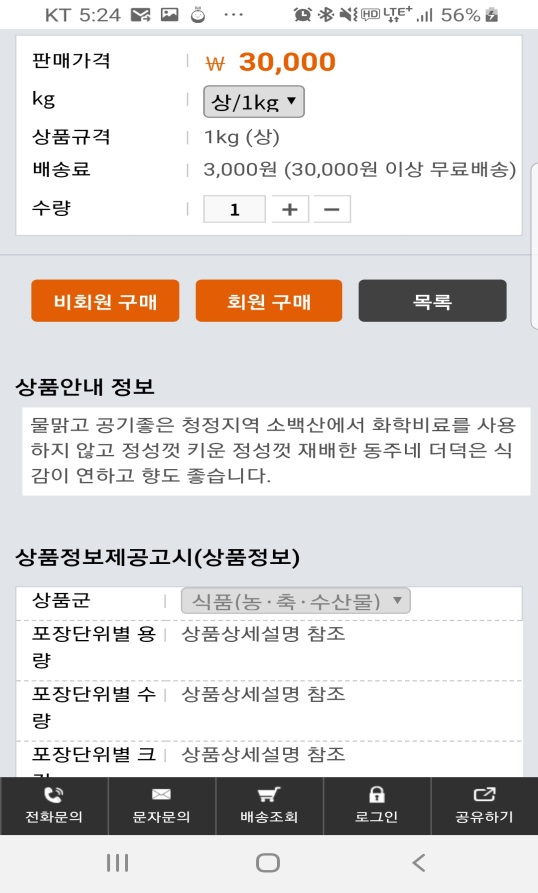 KT 5:24 ··· HD LTE+ 56%
판매가격 ₩ 30,000
kg 상/1kg ▼
상품규격 1kg (상)
배송료 3,000원 (30,000원 이상 무료배송)
수량 1 + −
비회원 구매 회원 구매 목록
상품안내 정보
물맑고 공기좋은 청정지역 소백산에서 화학비료를 사용
하지 않고 정성껏 키운 정성껏 재배한 동주네 더덕은 식
감이 연하고 향도 좋습니다.
상품정보제공고시(상품정보)
상품군 식품(농·축·수산물) ▼
포장단위별 용 상품상세설명 참조
량
포장단위별 수 상품상세설명 참조
량
포장단위별 크 상품상세설명 참조
전화문의 문자문의 배송조회 로그인 공유하기